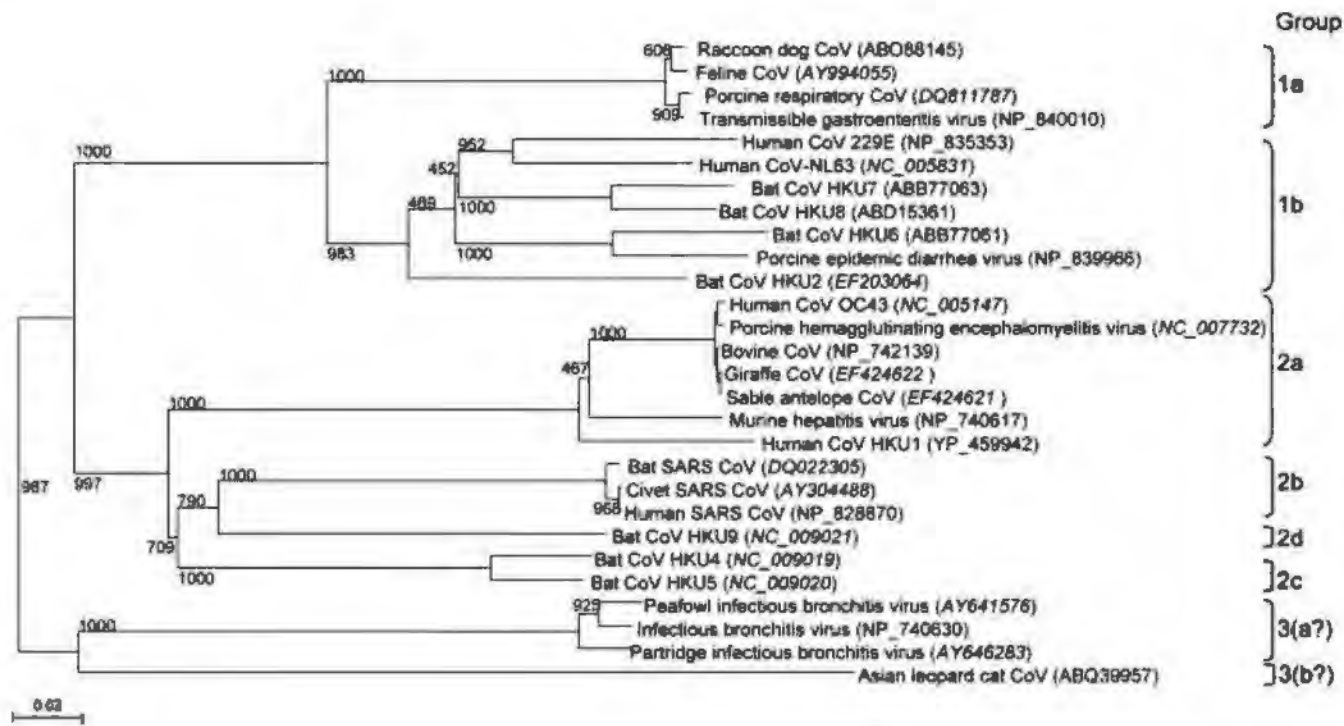 Group
608 Raccoon dog CoV (ABO88145)
1000 Feline CoV (AY994055)
1a
Porcine respiratory CoV (DQ811787)
909 Transmissible gastroententis virus (NP_840010)
1000
952 Human CoV 229E (NP_835353)
452 Human CoV-NL63 (NC_005831)
Bat CoV HKU7 (ABB77063)
1b
469 1000 Bat CoV HKU8 (ABD15361)
Bat CoV HKU6 (ABB77061)
983 1000 Porcine epidemic diarrhea virus (NP_839966)
Bat CoV HKU2 (EF203064)
Human CoV OC43 (NC_005147)
1000 Porcine hemagglutinating encephalomyelitis virus (NC_007732)
Bovine CoV (NP_742139)
2a
467 Giraffe CoV (EF424622 )
1000 Sable antelope CoV (EF424621 )
Murine hepatitis virus (NP_740617)
Human CoV HKU1 (YP_459942)
Bat SARS CoV (DQ022305)
987 997 1000 Civet SARS CoV (AY304488)
2b
790 968 Human SARS CoV (NP_828870)
Bat CoV HKU9 (NC_009021)
2d
709 Bat CoV HKU4 (NC_009019)
1000 Bat CoV HKU5 (NC_009020)
2c
925 Peafowl infectious bronchitis virus (AY641576)
1000 Infectious bronchitis virus (NP_740630)
3(a?)
Partridge infectious bronchitis virus (AY646283)
Asian leopard cat CoV (ABQ39957)
3(b?)